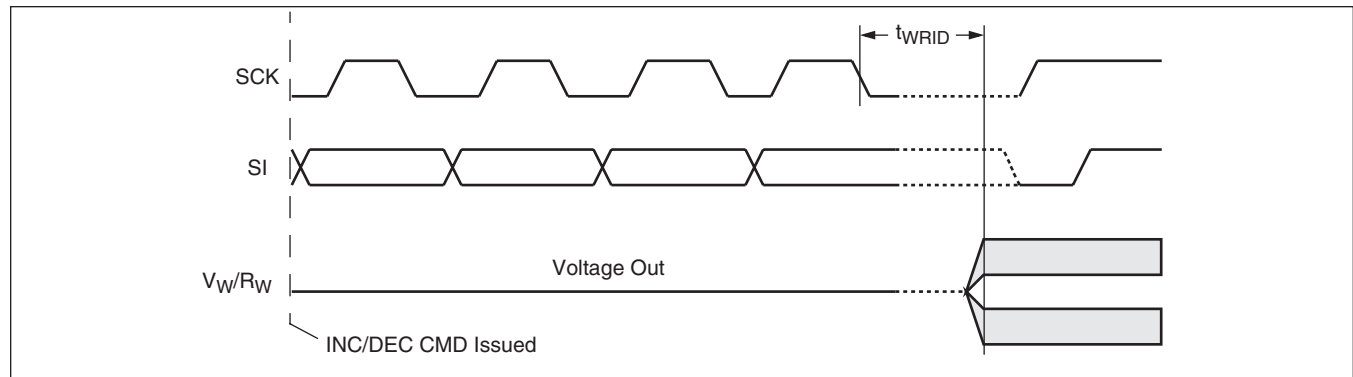 tWRID
SCK
SI
Voltage Out
VW/RW
INC/DEC CMD Issued